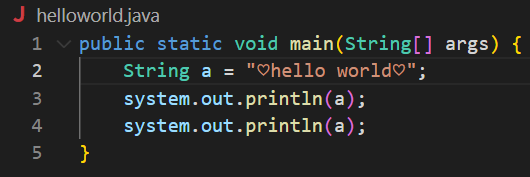 J helloworld.java
1 public static void main(String[] args) {
2 String a = "♡hello world♡";
3 system.out.println(a);
4 system.out.println(a);
5 }